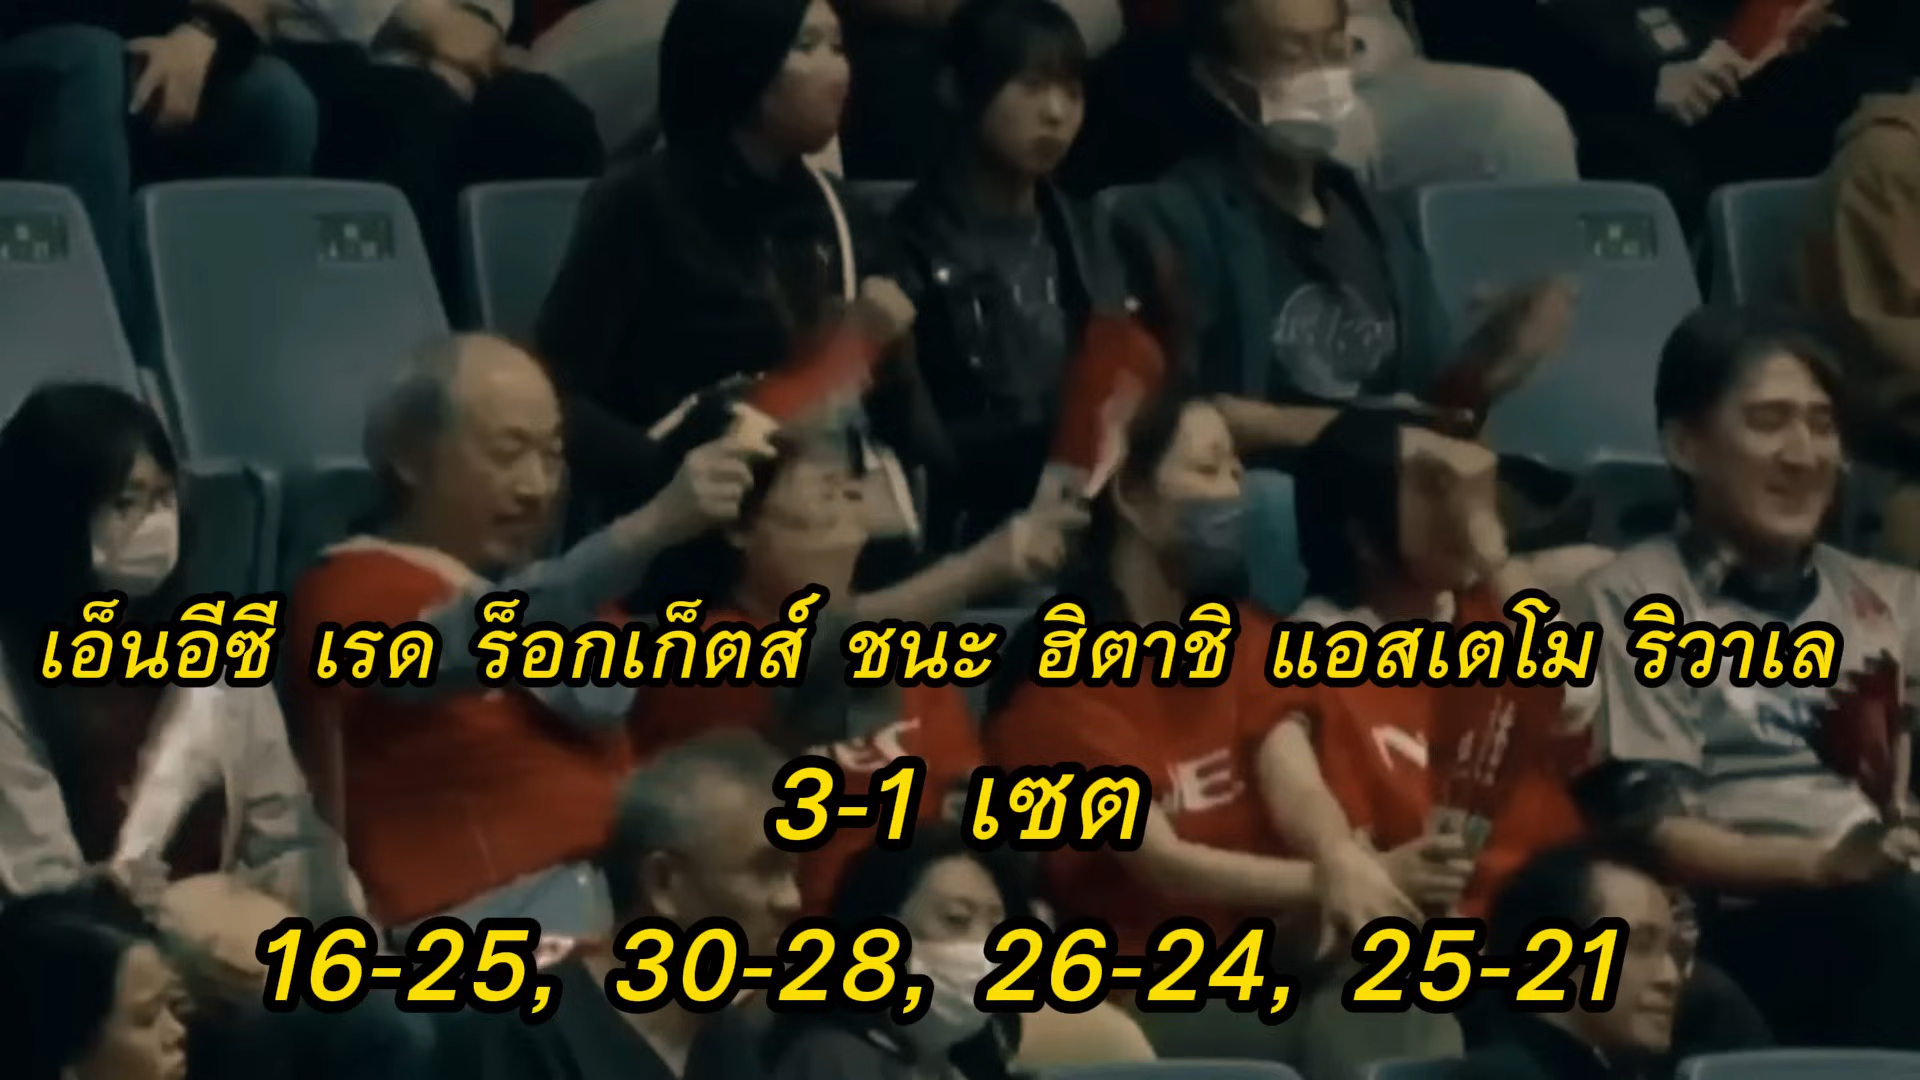 เอ็นอีซี เรด ร็อกเก็ตส์ ชนะ ฮิตาชิ แอสเตโม ริวาเล
3-1 เซต
16-25, 30-28, 26-24, 25-21